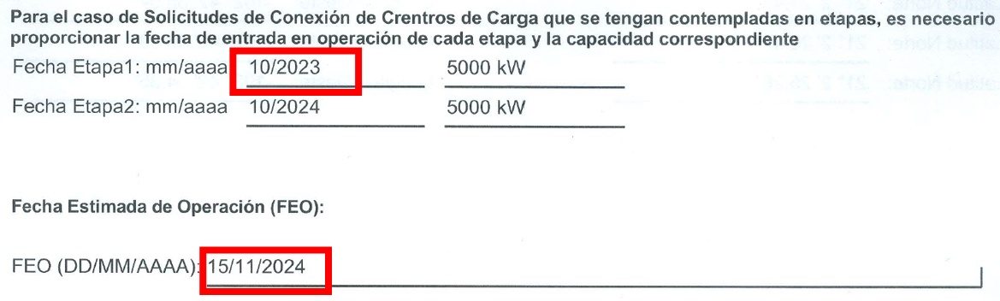 Para el caso de Solicitudes de Conexión de Crentros de Carga que se tengan contempladas en etapas, es necesario
proporcionar la fecha de entrada en operación de cada etapa y la capacidad correspondiente
Fecha Etapa1: mm/aaaa 10/2023 5000 kW
Fecha Etapa2: mm/aaaa 10/2024 5000 kW
Fecha Estimada de Operación (FEO):
FEO (DD/MM/AAAA): 15/11/2024